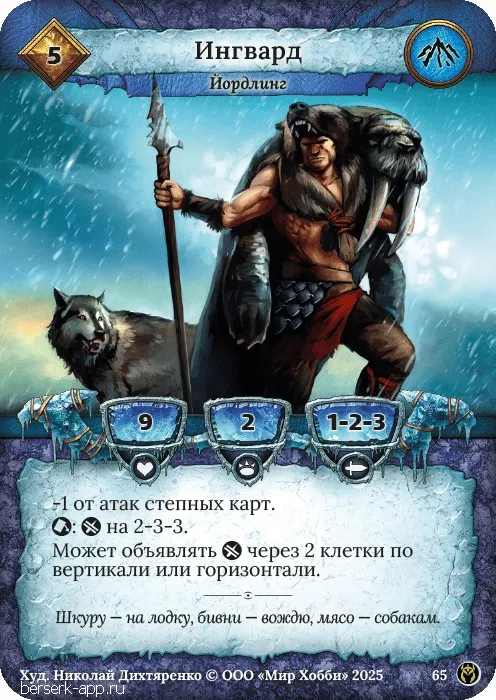 5
Ингвард
Йордлинг
9
2
1-2-3
-1 от атак степных карт.
: на 2-3-3.
Может объявлять через 2 клетки по
вертикали или горизонтали.
Шкуру — на лодку, бивни — вождю, мясо — собакам.
Худ. Николай Дихтяренко © ООО «Мир Хобби» 2025
65
berserk-app.ru